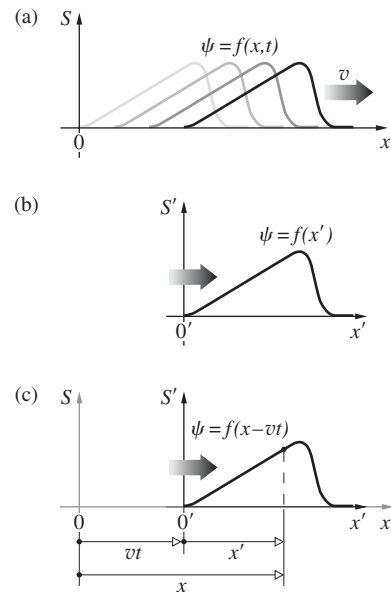 (a)
S
ψ = f(x,t)
v
0
x
(b)
S′
ψ = f(x′)
0′
x′
(c)
S
S′
ψ = f(x−vt)
0
0′
x′
x
vt
x′
x